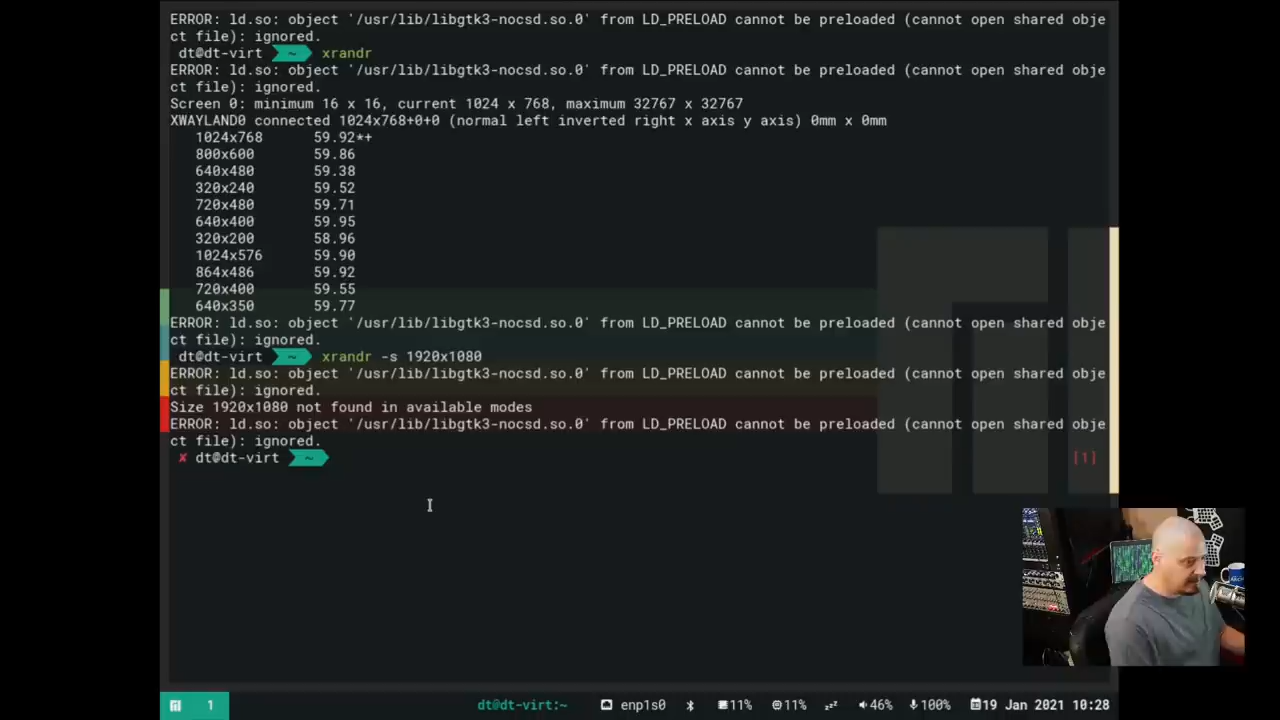 ERROR: ld.so: object '/usr/lib/libgtk3-nocsd.so.0' from LD_PRELOAD cannot be preloaded (cannot open shared obje
ct file): ignored.
dt@dt-virt ~ xrandr
ERROR: ld.so: object '/usr/lib/libgtk3-nocsd.so.0' from LD_PRELOAD cannot be preloaded (cannot open shared obje
ct file): ignored.
Screen 0: minimum 16 x 16, current 1024 x 768, maximum 32767 x 32767
XWAYLAND0 connected 1024x768+0+0 (normal left inverted right x axis y axis) 0mm x 0mm
1024x768 59.92*+
800x600 59.86
640x480 59.38
320x240 59.52
720x480 59.71
640x400 59.95
320x200 58.96
1024x576 59.90
864x486 59.92
720x400 59.55
640x350 59.77
ERROR: ld.so: object '/usr/lib/libgtk3-nocsd.so.0' from LD_PRELOAD cannot be preloaded (cannot open shared obje
ct file): ignored.
dt@dt-virt ~ xrandr -s 1920x1080
ERROR: ld.so: object '/usr/lib/libgtk3-nocsd.so.0' from LD_PRELOAD cannot be preloaded (cannot open shared obje
ct file): ignored.
Size 1920x1080 not found in available modes
ERROR: ld.so: object '/usr/lib/libgtk3-nocsd.so.0' from LD_PRELOAD cannot be preloaded (cannot open shared obje
ct file): ignored.
✘ dt@dt-virt ~ [1]
1 dt@dt-virt:~ enp1s0 11% 11% 46% 100% 19 Jan 2021 10:28